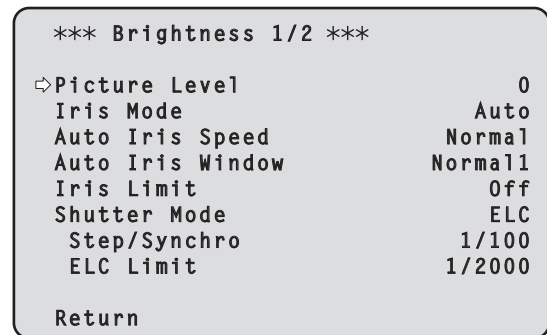 *** Brightness 1/2 ***
⇨Picture Level 0
Iris Mode Auto
Auto Iris Speed Normal
Auto Iris Window Normal1
Iris Limit Off
Shutter Mode ELC
Step/Synchro 1/100
ELC Limit 1/2000
Return